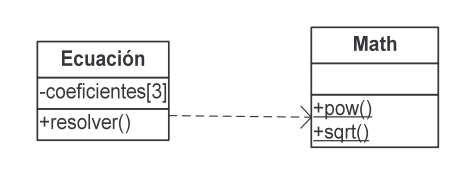 Ecuación
-coeficientes[3]
+resolver()
Math
+pow()
+sqrt()